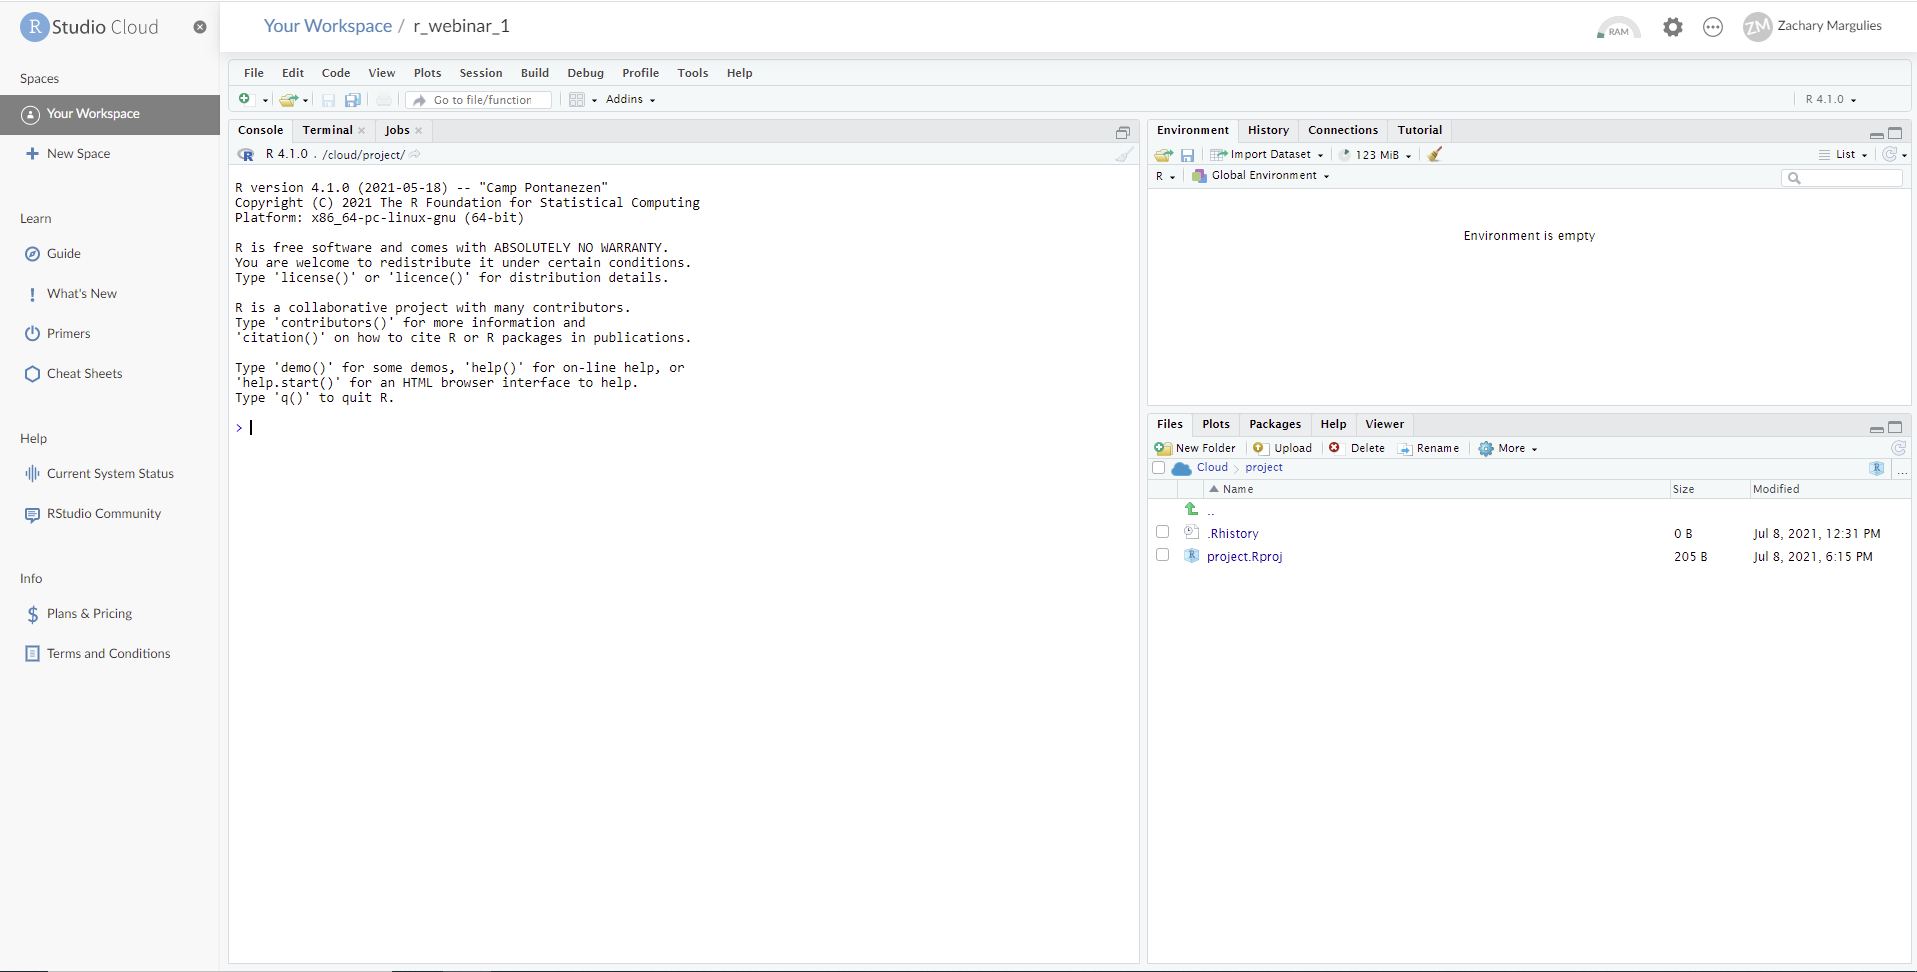 R Studio Cloud
Your Workspace / r_webinar_1
RAM
ZM Zachary Margulies
Spaces
Your Workspace
New Space
Learn
Guide
What's New
Primers
Cheat Sheets
Help
Current System Status
RStudio Community
Info
Plans & Pricing
Terms and Conditions
File Edit Code View Plots Session Build Debug Profile Tools Help
Go to file/function Addins R 4.1.0
Console Terminal Jobs
R 4.1.0 . /cloud/project/
R version 4.1.0 (2021-05-18) -- "Camp Pontanezen"
Copyright (C) 2021 The R Foundation for Statistical Computing
Platform: x86_64-pc-linux-gnu (64-bit)
R is free software and comes with ABSOLUTELY NO WARRANTY.
You are welcome to redistribute it under certain conditions.
Type 'license()' or 'licence()' for distribution details.
R is a collaborative project with many contributors.
Type 'contributors()' for more information and
'citation()' on how to cite R or R packages in publications.
Type 'demo()' for some demos, 'help()' for on-line help, or
'help.start()' for an HTML browser interface to help.
Type 'q()' to quit R.
>
Environment History Connections Tutorial
Import Dataset 123 MiB List
R Global Environment
Environment is empty
Files Plots Packages Help Viewer
New Folder Upload Delete Rename More
Cloud project R ...
Name Size Modified
..
.Rhistory 0 B Jul 8, 2021, 12:31 PM
project.Rproj 205 B Jul 8, 2021, 6:15 PM